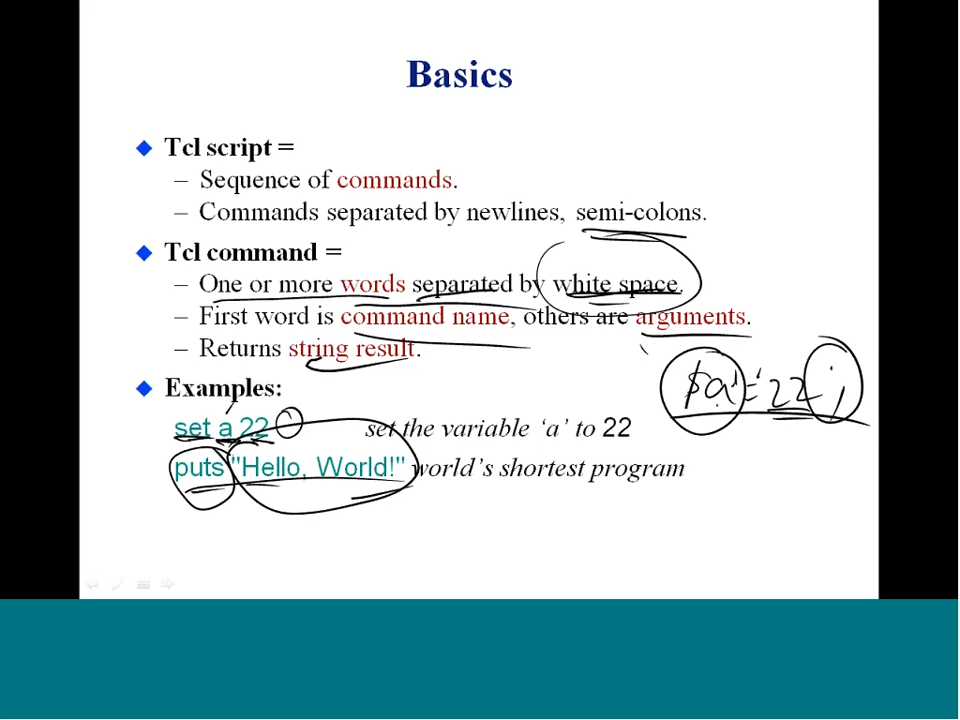 Basics
Tcl script =
– Sequence of commands.
– Commands separated by newlines, semi-colons.
Tcl command =
– One or more words separated by white space.
– First word is command name, others are arguments.
– Returns string result.
Examples:
$a = 22 ;
set a 22 set the variable ‘a’ to 22
puts "Hello, World!" world’s shortest program